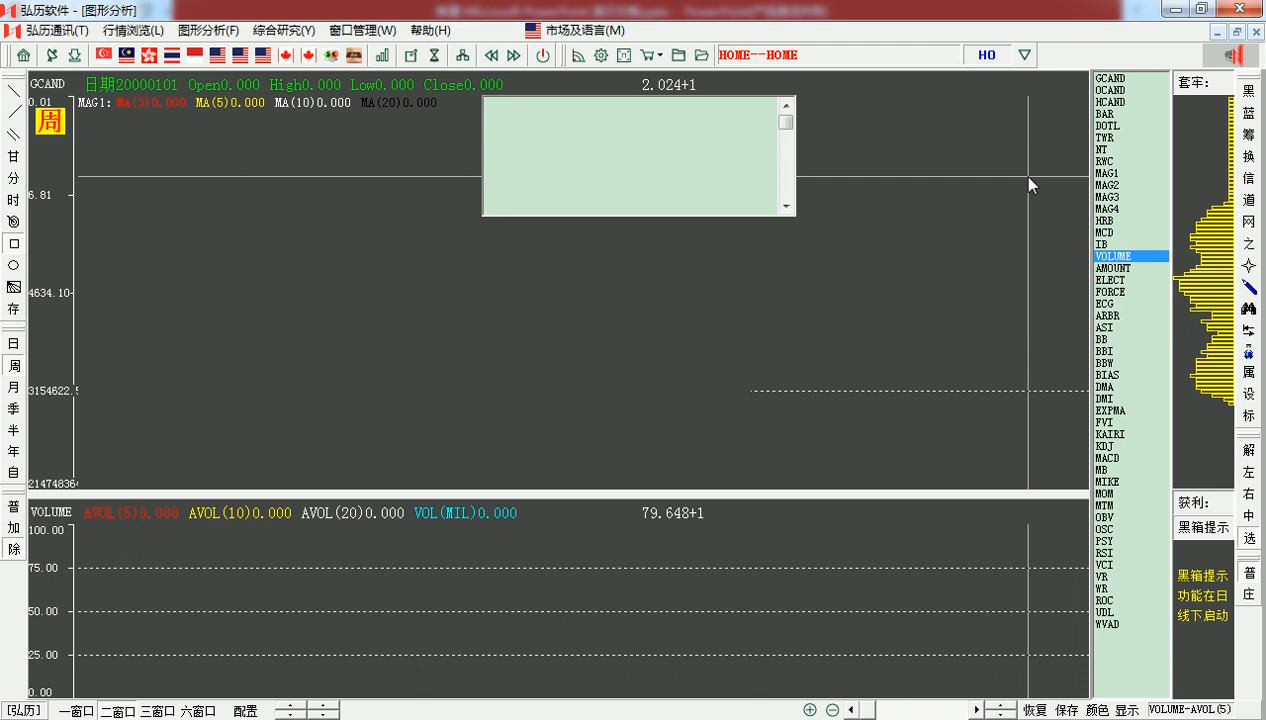 弘历软件 - [图形分析]
弘历通讯(T) 行情浏览(L) 图形分析(F) 综合研究(Y) 窗口管理(W) 帮助(H) 市场及语言(M)
HOME--HOME HO
GCAND 日期20000101 Open0.000 High0.000 Low0.000 Close0.000 2.024+1
0.01 MAG1: MA(3)0.000 MA(5)0.000 MA(10)0.000 MA(20)0.000
周
6.81
4634.10
3154622.
21474836
VOLUME AVOL(5)0.000 AVOL(10)0.000 AVOL(20)0.000 VOL(MIL)0.000 79.648+1
100.00
75.00
50.00
25.00
0.00
甘
分
时
存
日
周
月
季
半
年
自
普
加
除
GCAND
OCAND
HCAND
BAR
DOTL
TWR
NT
RWC
MAG1
MAG2
MAG3
MAG4
HRB
MCD
IB
VOLUME
AMOUNT
ELECT
FORCE
ECG
ARBR
ASI
BB
BBI
BBW
BIAS
DMA
DMI
EXPMA
FVI
KAIRI
KDJ
MACD
MB
MIKE
MOM
MTM
OBV
OSC
PSY
RSI
VCI
VR
WR
ROC
UDL
WVAD
套牢:
获利:
黑箱提示
黑箱提示
功能在日
线下启动
黑
蓝
筹
换
信
道
网
之
属
设
标
解
左
右
中
选
普
庄
[弘历] 一窗口 二窗口 三窗口 六窗口 配置 恢复 保存 颜色 显示 VOLUME-AVOL(5)